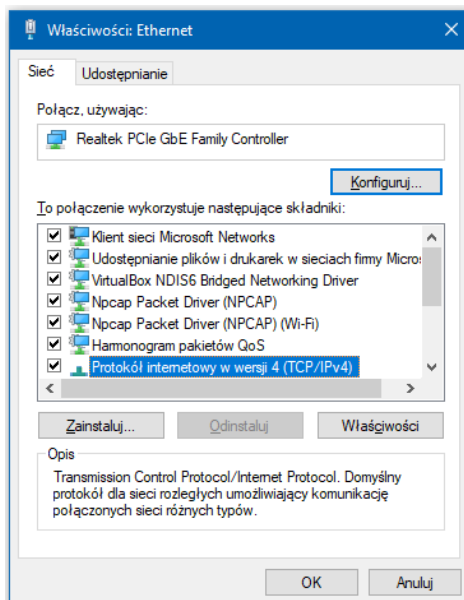 Właściwości: Ethernet
Sieć
Udostępnianie
Połącz, używając:
Realtek PCIe GbE Family Controller
Konfiguruj...
To połączenie wykorzystuje następujące składniki:
Klient sieci Microsoft Networks
Udostępnianie plików i drukarek w sieciach firmy Micros
VirtualBox NDIS6 Bridged Networking Driver
Npcap Packet Driver (NPCAP)
Npcap Packet Driver (NPCAP) (Wi-Fi)
Harmonogram pakietów QoS
Protokół internetowy w wersji 4 (TCP/IPv4)
Zainstaluj...
Odinstaluj
Właściwości
Opis
Transmission Control Protocol/Internet Protocol. Domyślny
protokół dla sieci rozległych umożliwiający komunikację
połączonych sieci różnych typów.
OK
Anuluj